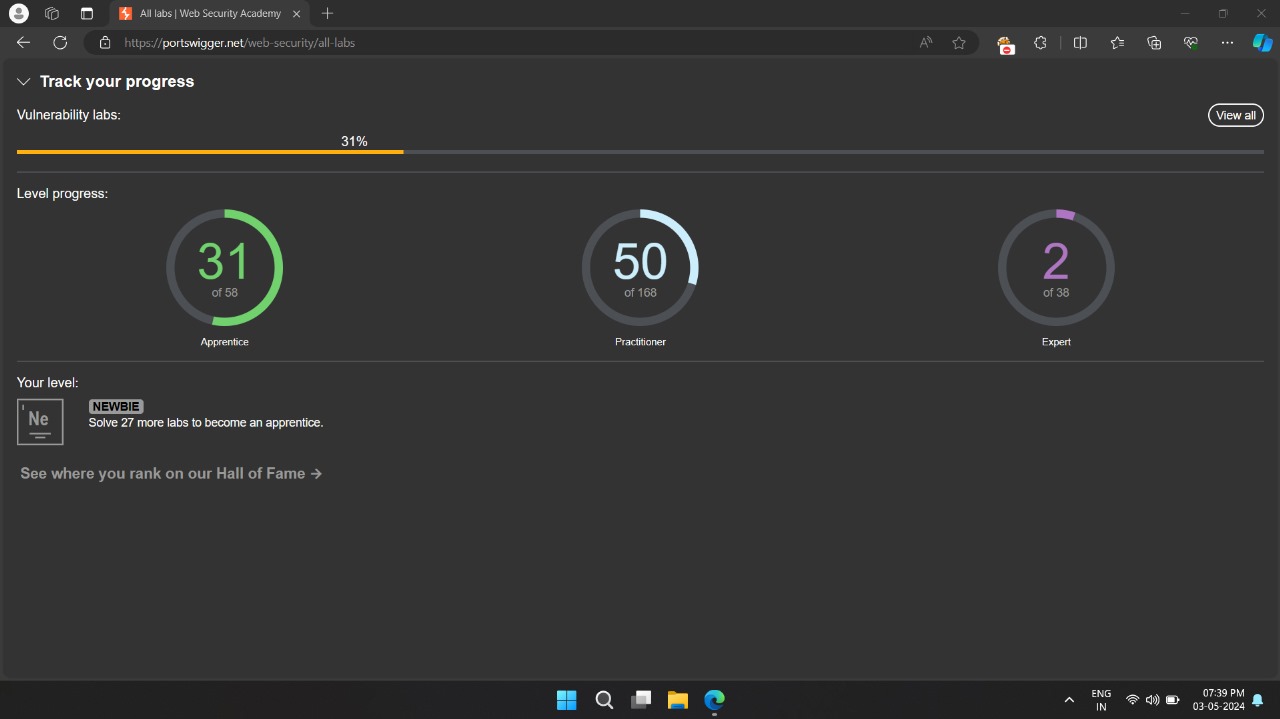 All labs | Web Security Academy
https://portswigger.net/web-security/all-labs
Track your progress
Vulnerability labs:
View all
31%
Level progress:
31
of 58
Apprentice
50
of 168
Practitioner
2
of 38
Expert
Your level:
Ne
NEWBIE
Solve 27 more labs to become an apprentice.
See where you rank on our Hall of Fame →
ENG
IN
07:39 PM
03-05-2024